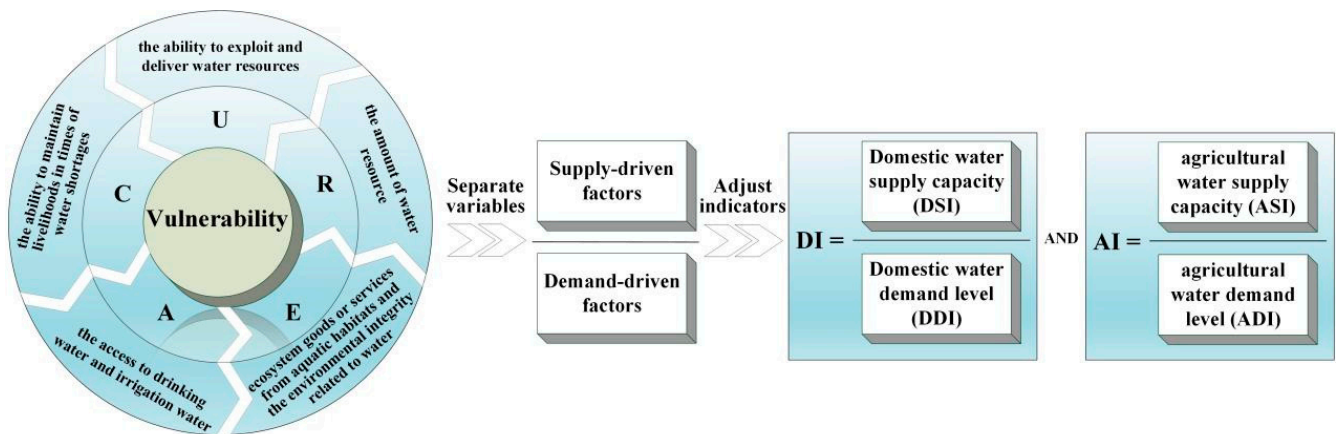 the ability to exploit and
deliver water resources
the amount of water
resource
ecosystem goods or services
from aquatic habitats and
the environmental integrity
related to water
the access to drinking
water and irrigation water
the ability to maintain
livelihoods in times of
water shortages
U
R
E
A
C
Vulnerability
Separate
variables
Supply-driven
factors
Demand-driven
factors
Adjust
indicators
DI =
Domestic water
supply capacity
(DSI)
Domestic water
demand level
(DDI)
AND
AI=
agricultural
water supply
capacity (ASI)
agricultural
water demand
level (ADI)